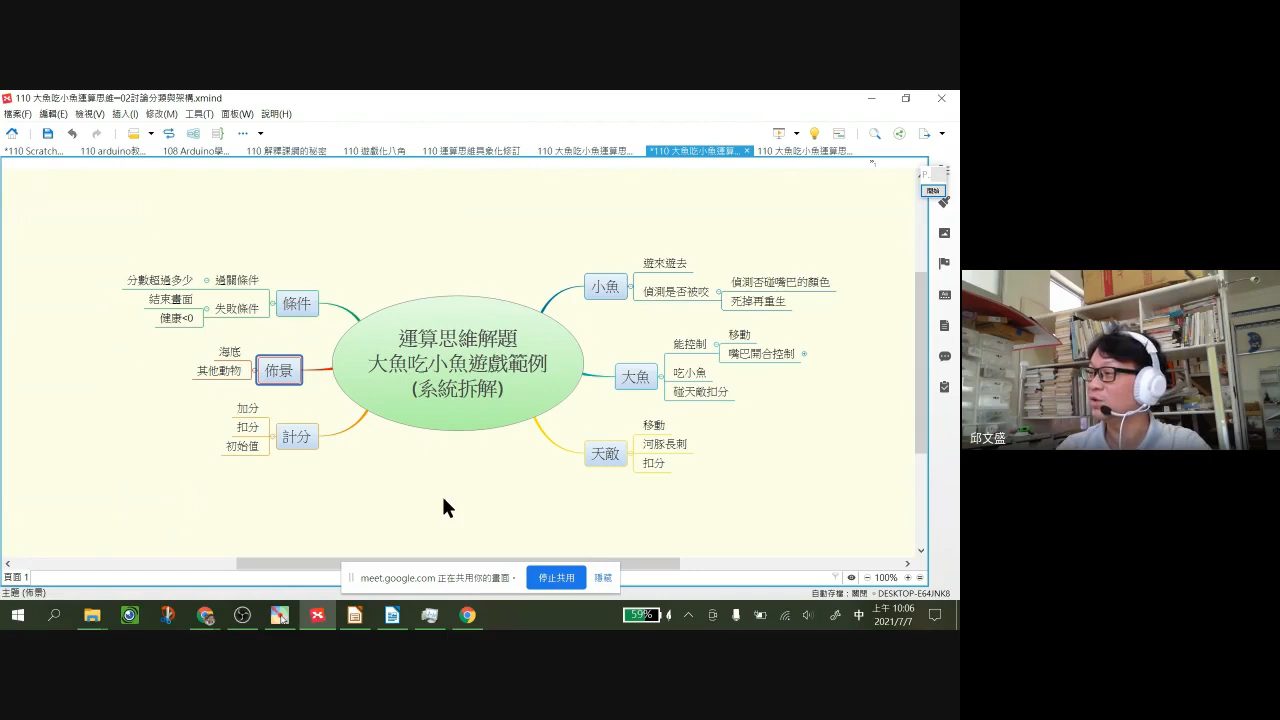 110 大魚吃小魚運算思維一02討論分類與架構.xmind
檔案(F) 編輯(E) 檢視(V) 插入(I) 修改(M) 工具(T) 面板(W) 說明(H)
*110 Scratch... 110 arduino教... 108 Arduino學... 110 解釋課綱的秘密 110 遊戲化八角 110 運算思維具象化修訂 110 大魚吃小魚運算思... *110 大魚吃小魚運算... 110 大魚吃小魚運算思...
開始
分數超過多少 過關條件
結束畫面
失敗條件
健康<0
條件
海底
其他動物
佈景
加分
扣分
初始值
計分
運算思維解題
大魚吃小魚遊戲範例
(系統拆解)
小魚
遊來遊去
偵測是否被咬
偵測否碰嘴巴的顏色
死掉再重生
大魚
能控制
移動
嘴巴開合控制
吃小魚
碰天敵扣分
天敵
移動
河豚長刺
扣分
邱文盛
頁面 1
meet.google.com 正在共用你的畫面。 停止共用 隱藏
100%
主題 (佈景)
自動存檔：關閉 DESKTOP-E64JNK8
59%
中
上午 10:06
2021/7/7